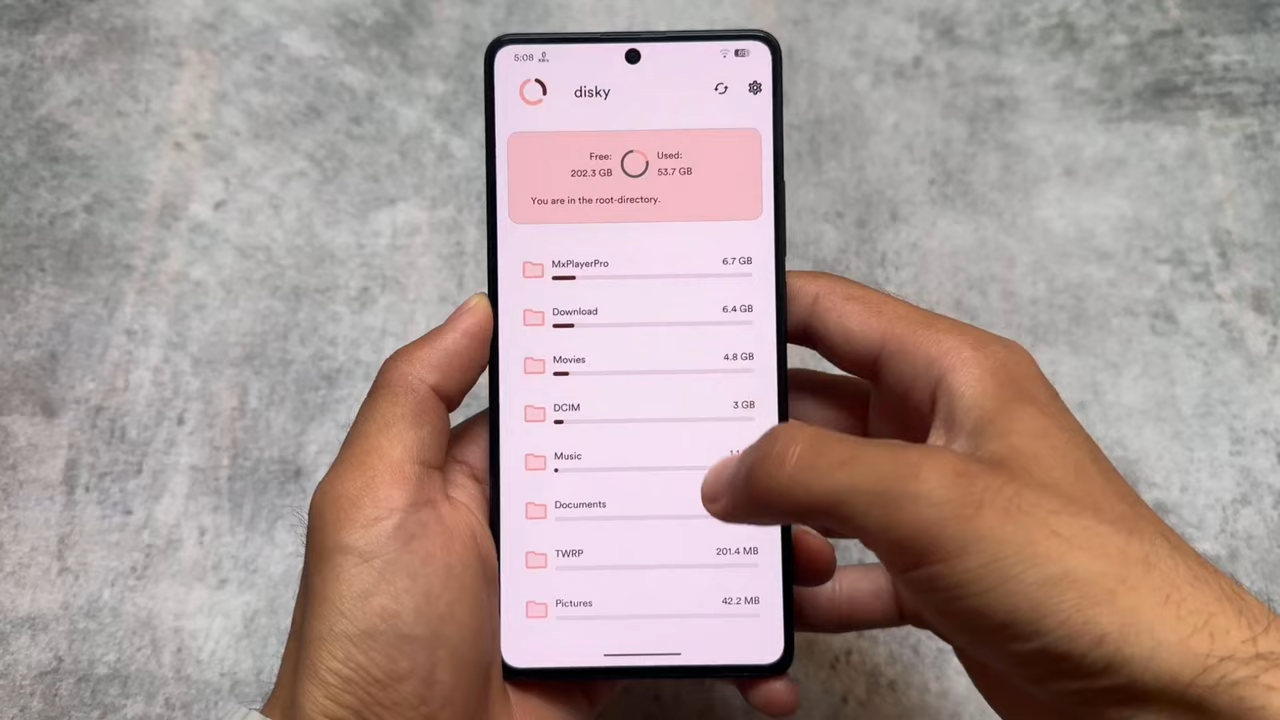 5:08 0 KB/s
disky
Free: Used:
202.3 GB 53.7 GB
You are in the root-directory.
MxPlayerPro 6.7 GB
Download 6.4 GB
Movies 4.8 GB
DCIM 3 GB
Music
Documents
TWRP 201.4 MB
Pictures 42.2 MB